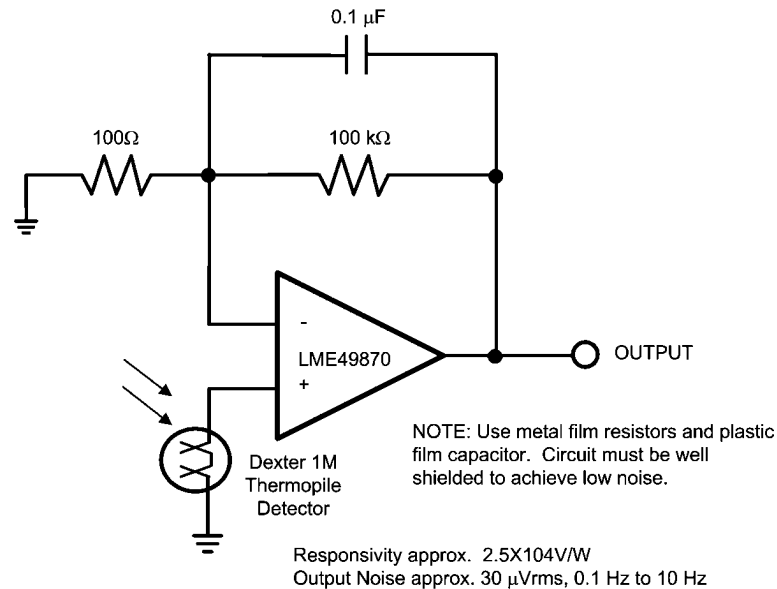 0.1 μF
100Ω
100 kΩ
-
LME49870
+
OUTPUT
NOTE: Use metal film resistors and plastic
film capacitor. Circuit must be well
shielded to achieve low noise.
Dexter 1M
Thermopile
Detector
Responsivity approx. 2.5X104V/W
Output Noise approx. 30 μVrms, 0.1 Hz to 10 Hz